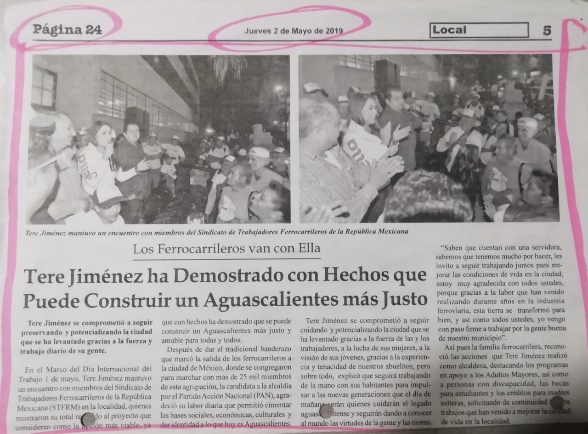 Página 24
Jueves 2 de Mayo de 2019
Local
5
Tere Jiménez mantuvo un encuentro con miembros del Sindicato de Trabajadores Ferrocarrileros de la República Mexicana
Los Ferrocarrileros van con Ella
Tere Jiménez ha Demostrado con Hechos que
Puede Construir un Aguascalientes más Justo
Tere Jiménez se comprometió a seguir
preservando y potencializando la ciudad
que se ha levantado gracias a la fuerza y
trabajo diario de su gente.
En el Marco del Día Internacional del
Trabajo 1 de mayo, Tere Jiménez mantuvo
un encuentro con miembros del Sindicato de
Trabajadores Ferrocarrileros de la República
Mexicana (STFRM) en la localidad, quienes
mostraron su total al proyecto que
consideran como más viable, ya
que con hechos ha demostrado que se puede
construir un Aguascalientes más justo y
amable para todas y todos.
Después de dar el tradicional banderazo
que marcó la salida de los ferrocarrileros a
la ciudad de México, donde se congregaron
para marchar con más de 25 mil miembros
de esta agrupación, la candidata a la alcaldía
por el Partido Acción Nacional (PAN), agra-
deció su labor diaria que permitió cimentar
las bases sociales, económicas, culturales y
dar identidad a lo que hoy es Aguascalientes.
Tere Jiménez se comprometió a seguir
cuidando y potencializando la ciudad que se
ha levantado gracias a la fuerza de las y los
trabajadores, a la lucha de sus mujeres, a la
visión de sus jóvenes, gracias a la experien-
cia y tenacidad de nuestros abuelitos, pero
sobre todo, explicó que seguirá trabajando
de la mano con sus habitantes para impul-
sar a las nuevas generaciones que el día de
mañana serán quienes cuidarán el legado
aguascalentense y seguirán dando a conocer
al mundo las virtudes de la gente y las tierras.
"Saben que cuentan con una servidora,
sabemos que tenemos mucho por hacer, les
invito a seguir trabajando juntos para me-
jorar las condiciones de vida en la ciudad;
estoy muy agradecida con todos ustedes,
porque gracias a la labor que han venido
realizando durante años en la industria
ferroviaria, esta tierra se transformó para
bien, y así como todos ustedes, yo vengo
con paso firme a trabajar por la gente buena
de nuestro municipio".
Así pues la familia ferrocarrilera, recono-
ció las acciones que Tere Jiménez realizó
como alcaldesa, destacando los programas
en apoyo a los Adultos Mayores, así como
a personas con discapacidad, las becas
para estudiantes y los créditos para madres
solteras, solicitando de continuidad
trabajos que han venido a mejorar la
de vida en la localidad.